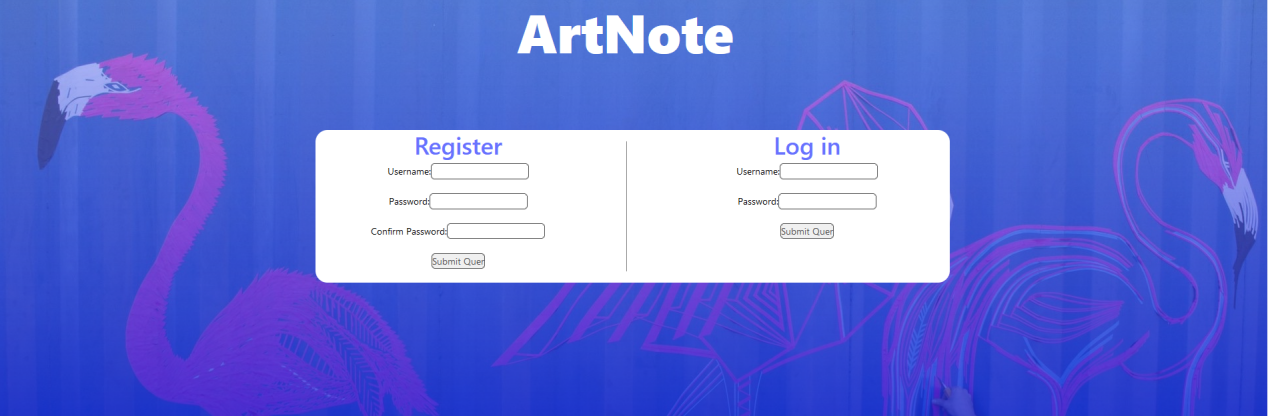 ArtNote
Register
Username:
Password:
Confirm Password:
Submit Quer
Log in
Username:
Password:
Submit Quer